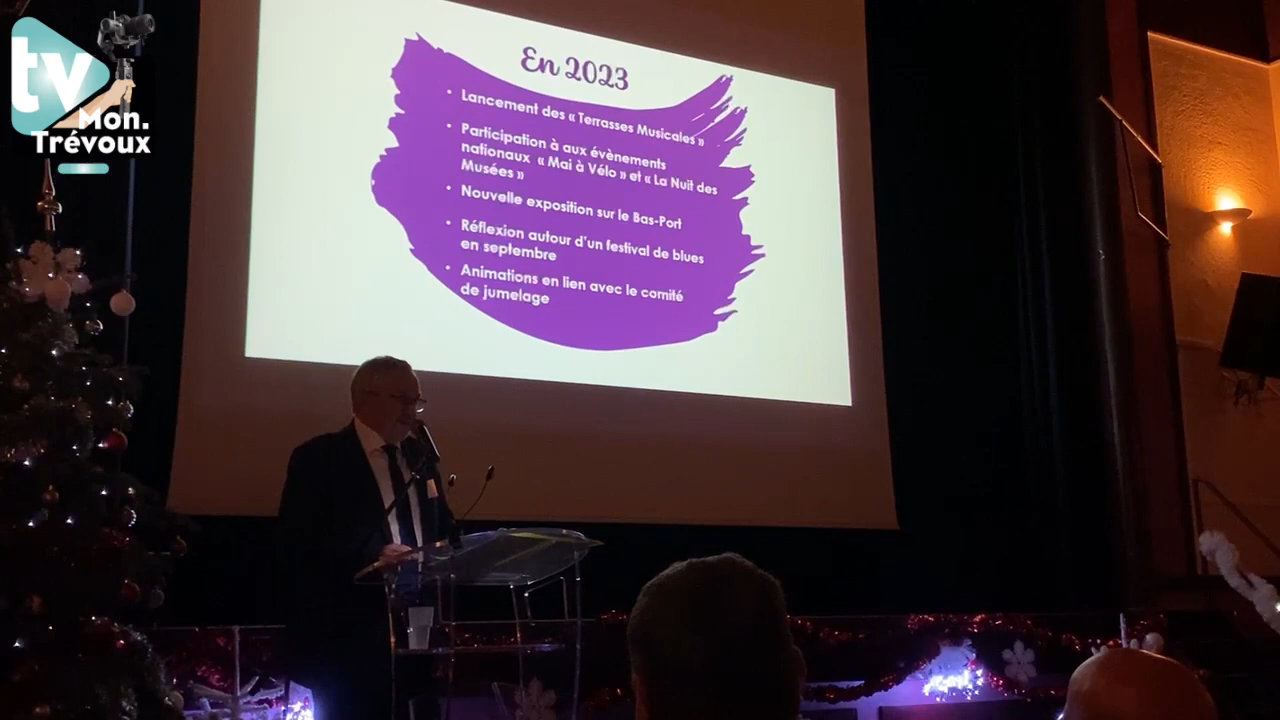 tv
Mon.
Trévoux
En 2023
• Lancement des « Terrasses Musicales »
• Participation à aux évènements
nationaux « Mai à Vélo » et « La Nuit des
Musées »
• Nouvelle exposition sur le Bas-Port
• Réflexion autour d'un festival de blues
en septembre
• Animations en lien avec le comité
de jumelage